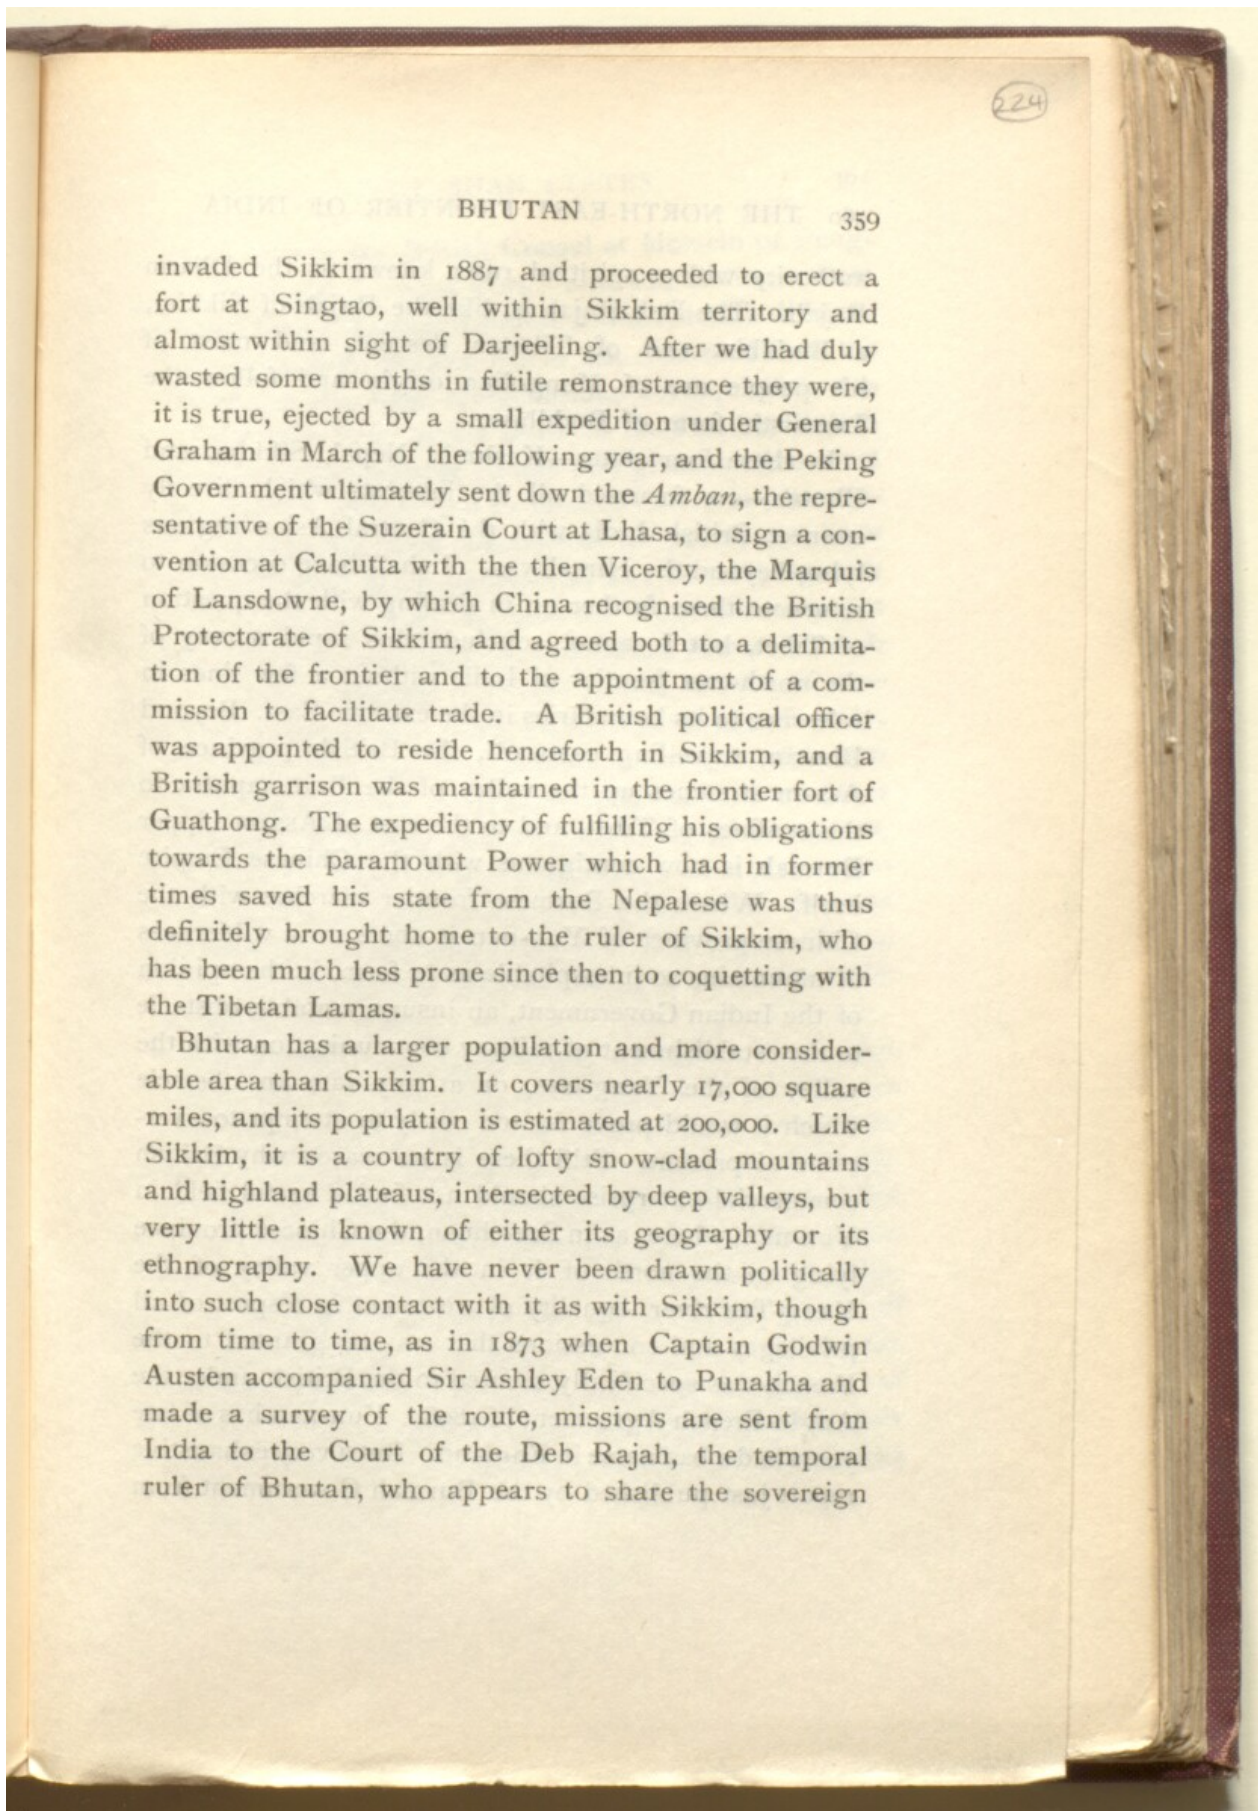 224
BHUTAN 359
invaded Sikkim in 1887 and proceeded to erect a
fort at Singtao, well within Sikkim territory and
almost within sight of Darjeeling. After we had duly
wasted some months in futile remonstrance they were,
it is true, ejected by a small expedition under General
Graham in March of the following year, and the Peking
Government ultimately sent down the Amban, the repre-
sentative of the Suzerain Court at Lhasa, to sign a con-
vention at Calcutta with the then Viceroy, the Marquis
of Lansdowne, by which China recognised the British
Protectorate of Sikkim, and agreed both to a delimita-
tion of the frontier and to the appointment of a com-
mission to facilitate trade. A British political officer
was appointed to reside henceforth in Sikkim, and a
British garrison was maintained in the frontier fort of
Guathong. The expediency of fulfilling his obligations
towards the paramount Power which had in former
times saved his state from the Nepalese was thus
definitely brought home to the ruler of Sikkim, who
has been much less prone since then to coquetting with
the Tibetan Lamas.
Bhutan has a larger population and more consider-
able area than Sikkim. It covers nearly 17,000 square
miles, and its population is estimated at 200,000. Like
Sikkim, it is a country of lofty snow-clad mountains
and highland plateaus, intersected by deep valleys, but
very little is known of either its geography or its
ethnography. We have never been drawn politically
into such close contact with it as with Sikkim, though
from time to time, as in 1873 when Captain Godwin
Austen accompanied Sir Ashley Eden to Punakha and
made a survey of the route, missions are sent from
India to the Court of the Deb Rajah, the temporal
ruler of Bhutan, who appears to share the sovereign